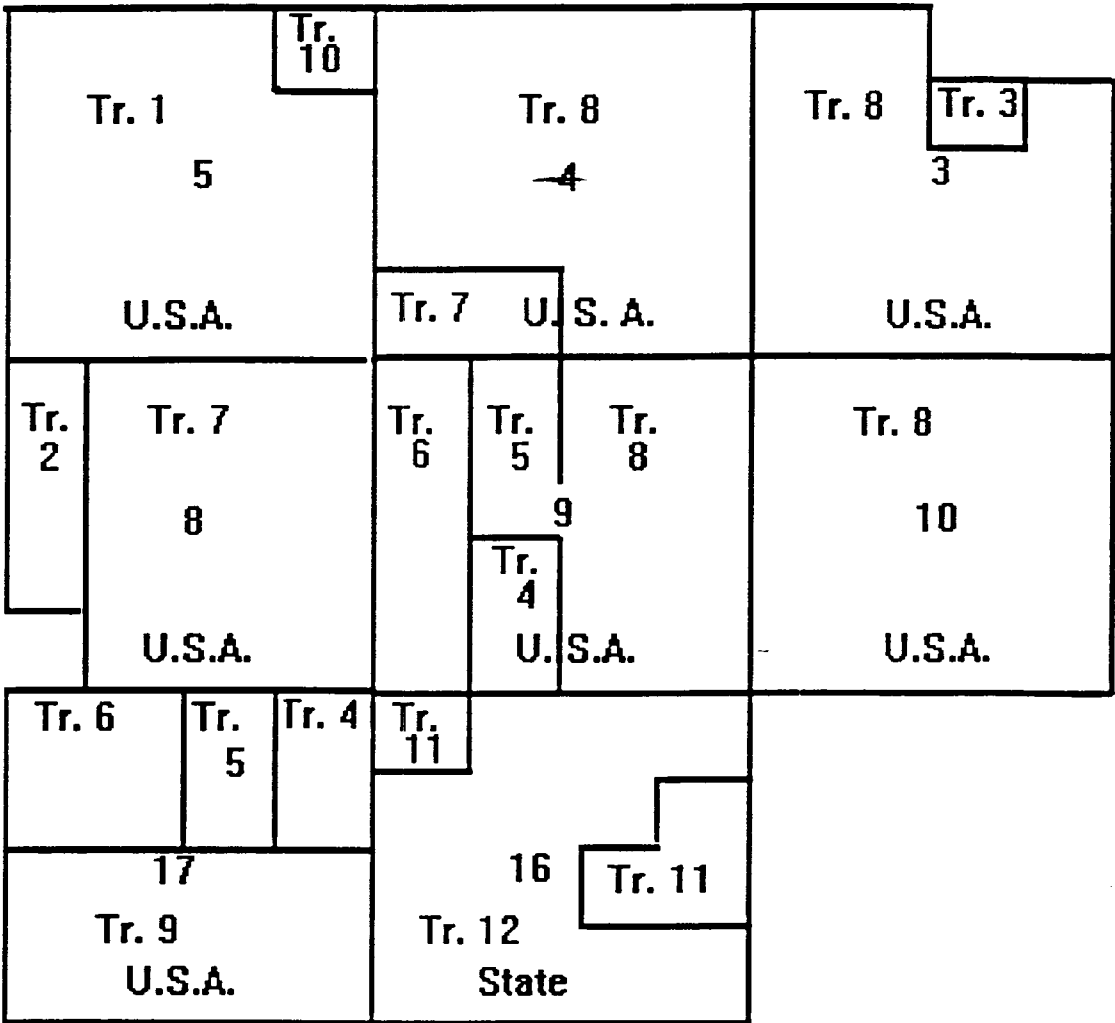 Tr.
10
Tr. 1
5
U.S.A.
Tr. 8
4
Tr. 7
U. S. A.
Tr. 8
Tr. 3
3
U.S.A.
Tr.
2
Tr. 7
8
U.S.A.
Tr.
6
Tr.
5
Tr.
8
9
Tr.
4
U.S.A.
Tr. 8
10
U.S.A.
Tr. 6
Tr.
5
Tr. 4
17
Tr. 9
U.S.A.
Tr.
11
16
Tr. 11
Tr. 12
State